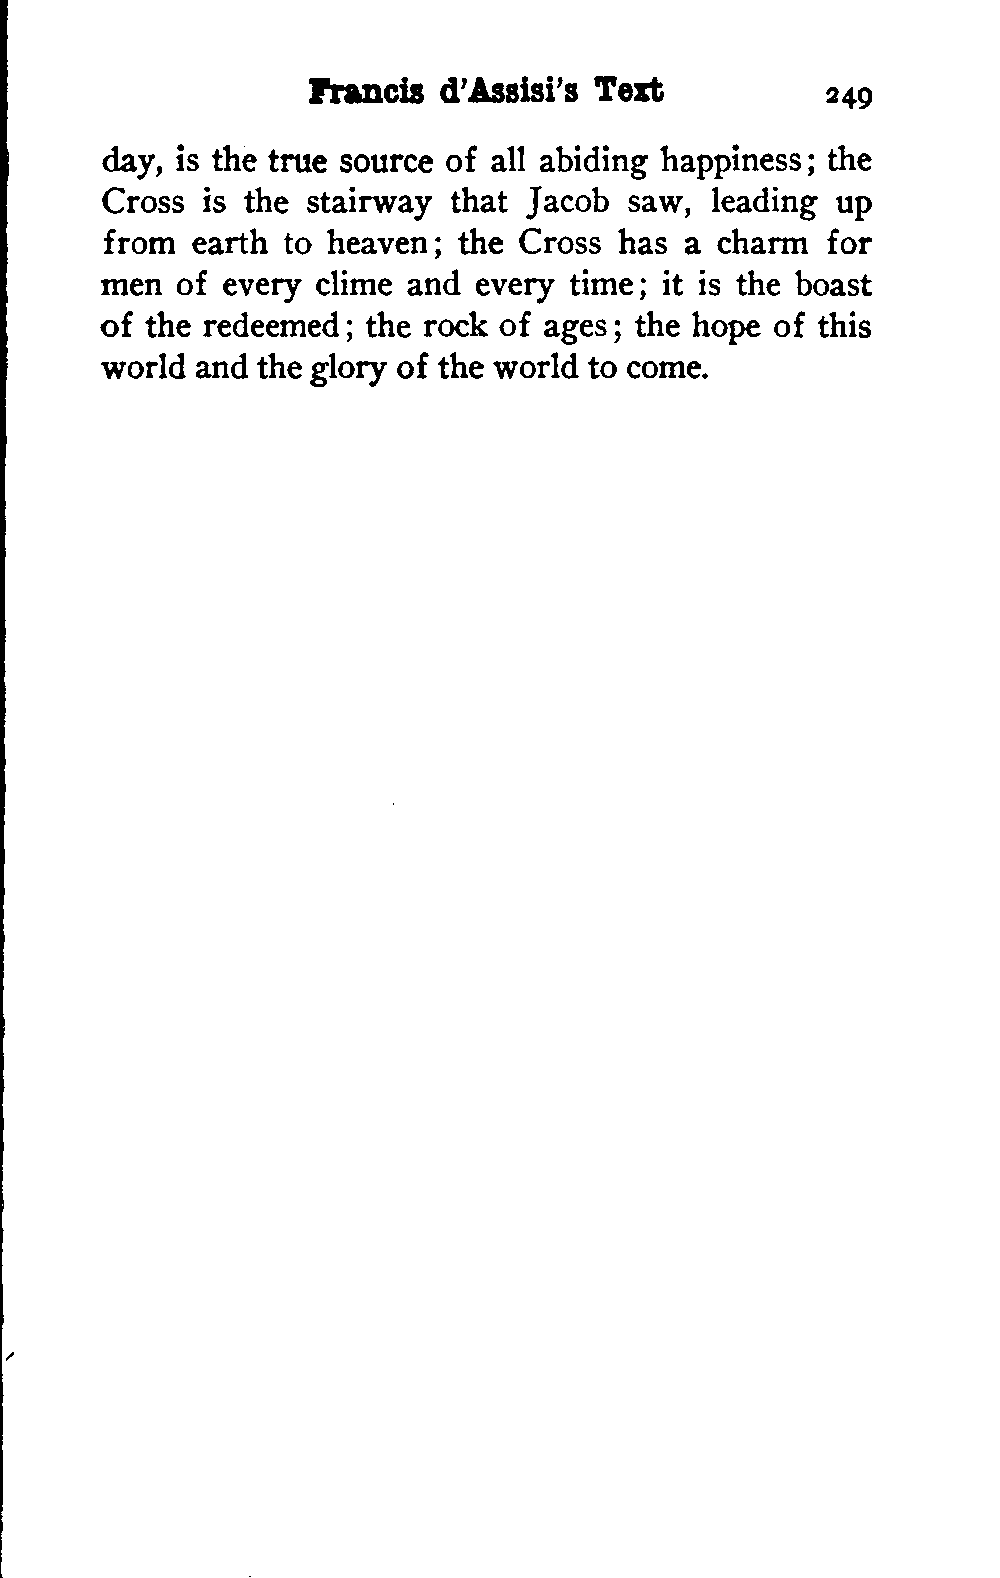 Francis d'Assisi's Text 249
day, is the true source of all abiding happiness; the
Cross is the stairway that Jacob saw, leading up
from earth to heaven; the Cross has a charm for
men of every clime and every time; it is the boast
of the redeemed; the rock of ages; the hope of this
world and the glory of the world to come.